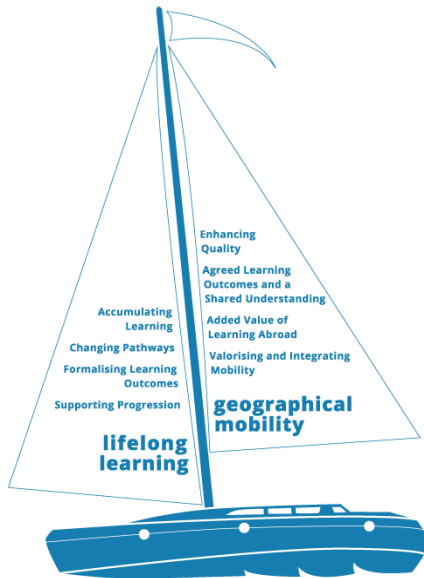 Accumulating
Learning
Changing Pathways
Formalising Learning
Outcomes
Supporting Progression
lifelong
learning
Enhancing
Quality
Agreed Learning
Outcomes and a
Shared Understanding
Added Value of
Learning Abroad
Valorising and Integrating
Mobility
geographical
mobility